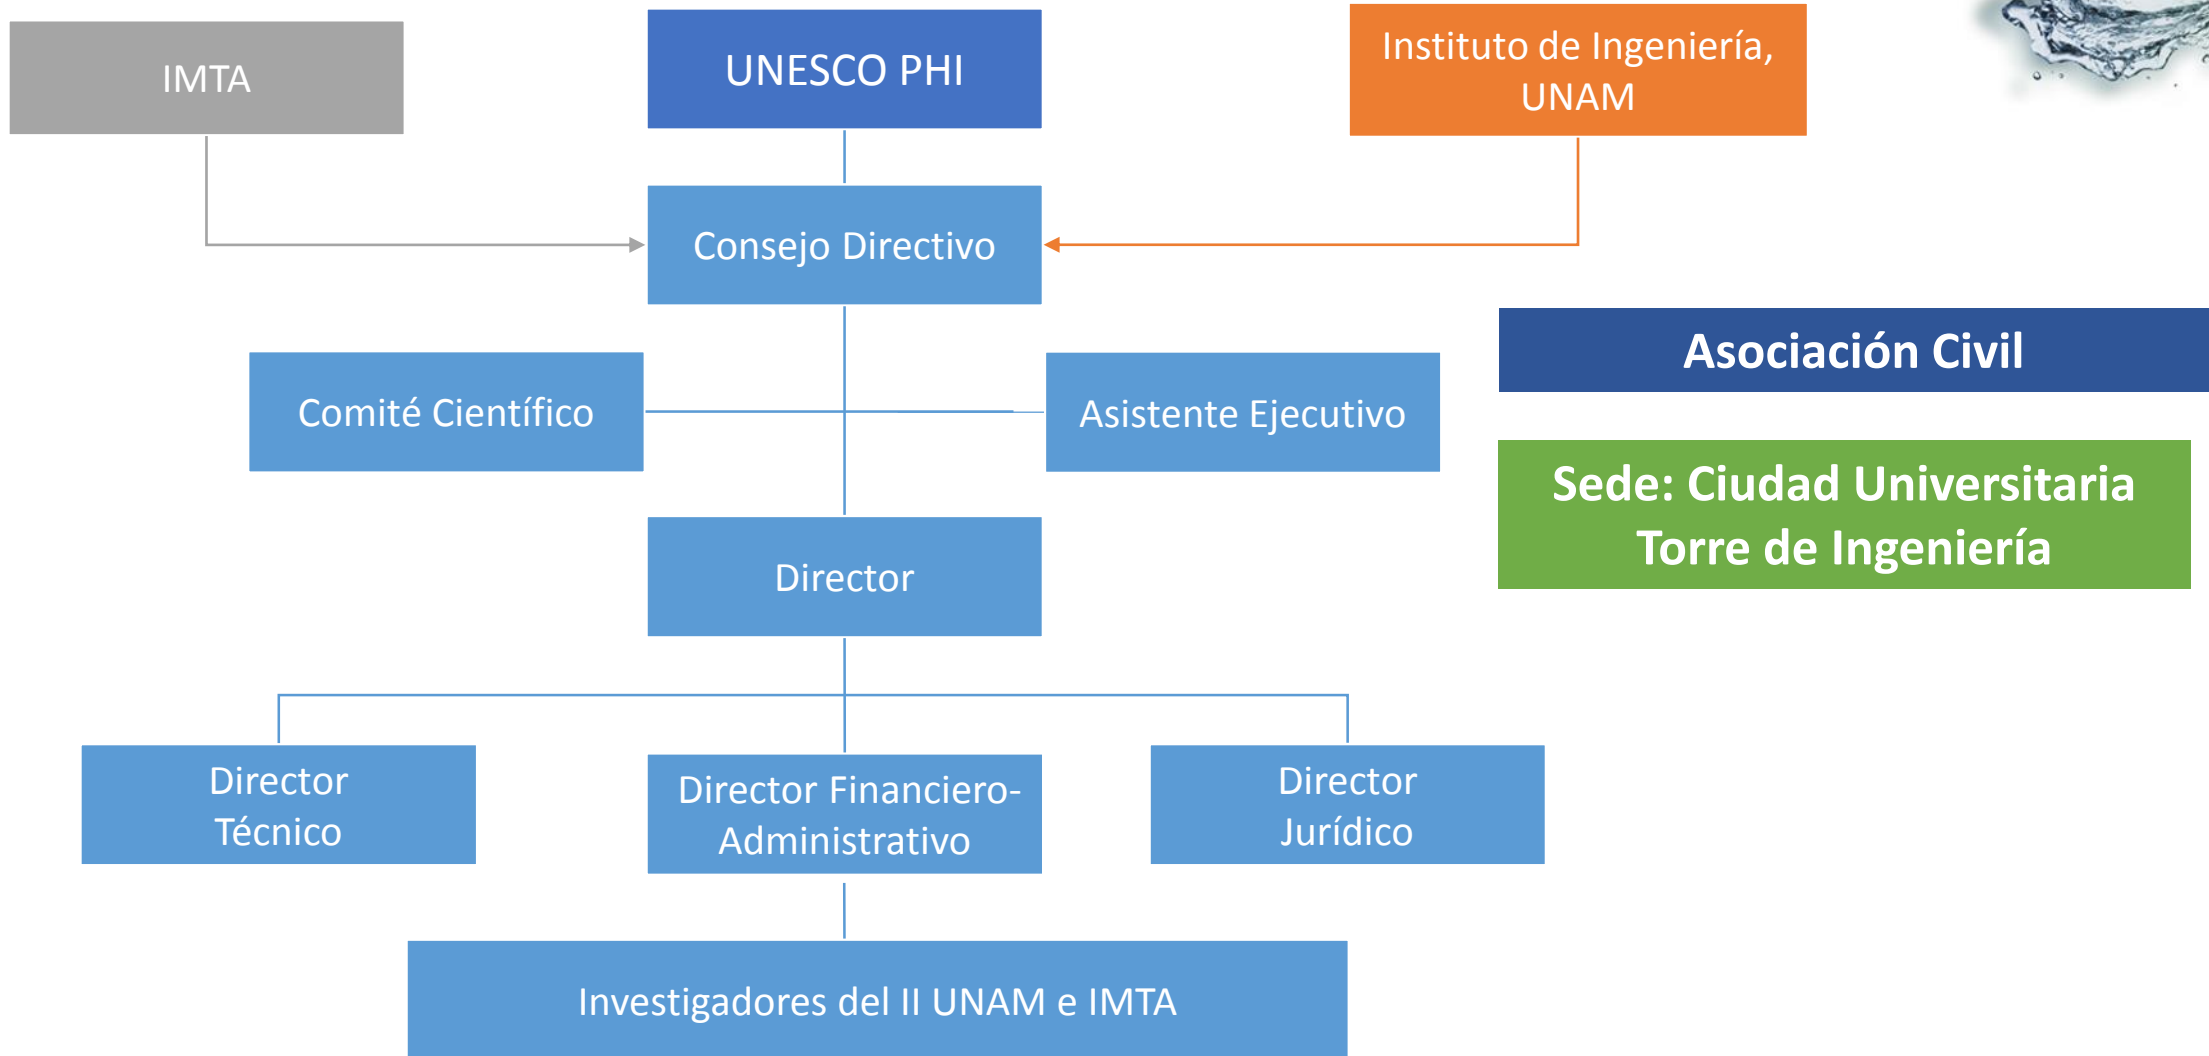 IMTA
UNESCO PHI
Instituto de Ingeniería,
UNAM
Consejo Directivo
Asociación Civil
Comité Científico
Asistente Ejecutivo
Sede: Ciudad Universitaria
Torre de Ingeniería
Director
Director
Técnico
Director Financiero-
Administrativo
Director
Jurídico
Investigadores del II UNAM e IMTA